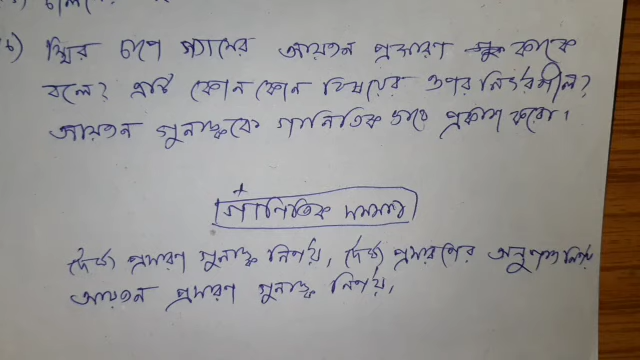 ৬) স্থির চাপে গ্যাসের আয়তন প্রসারণ কাকে
বলে? এটি কোন কোন বিষয়ের ওপর নির্ভরশীল?
আয়তন গুনাঙ্ককে গানিতিক ভাবে প্রকাশ করো।
গানিতিক সমস্যা
দৈর্ঘ্য প্রসারণ গুনাঙ্ক নির্ণয়, দৈর্ঘ্য প্রসারণের অনুপাত নির্ণয়
আয়তন প্রসারণ গুনাঙ্ক নির্ণয়,